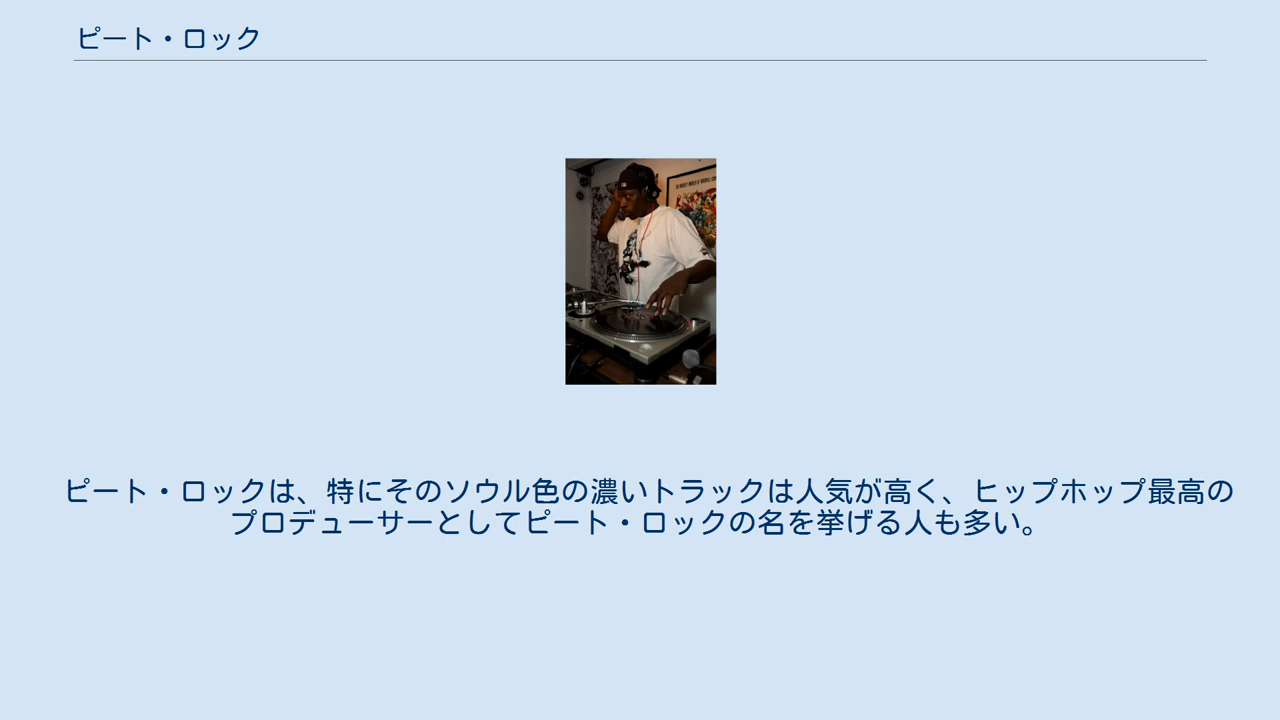 ピート・ロック
ピート・ロックは、特にそのソウル色の濃いトラックは人気が高く、ヒップホップ最高の
プロデューサーとしてピート・ロックの名を挙げる人も多い。